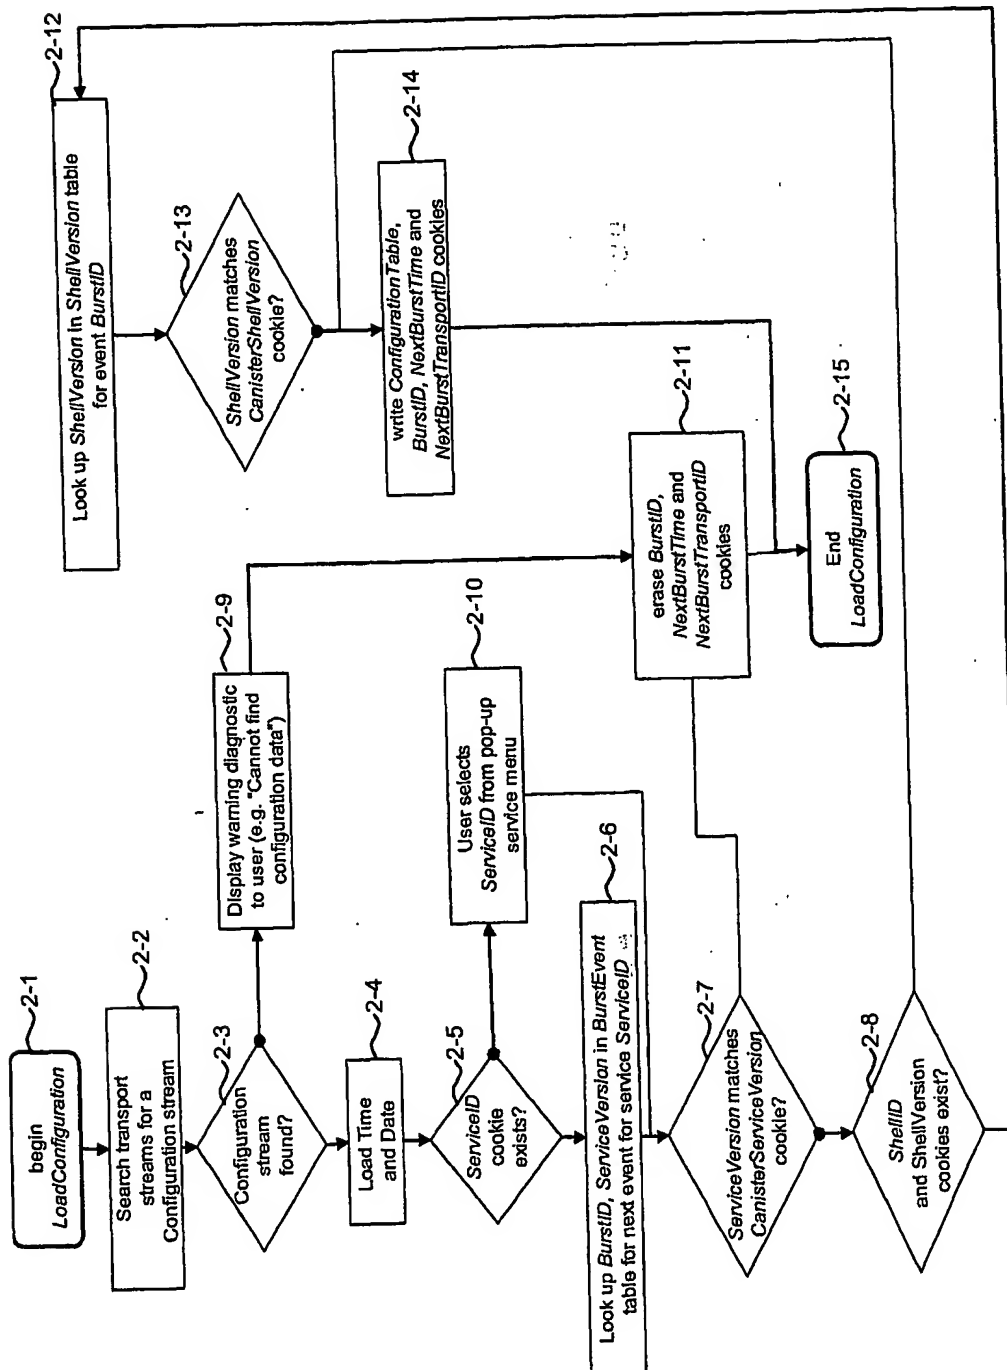 2-1
begin
LoadConfiguration
2-2
Search transport
streams for a
Configuration stream
2-3
Configuration
stream
found?
2-4
Load Time
and Date
2-5
ServiceID
cookie
exists?
2-6
Look up BurstID, ServiceVersion in BurstEvent
table for next event for service ServiceID
2-7
ServiceVersion matches
CanisterServiceVersion
cookie?
2-8
ShellID
and ShellVersion
cookies exist?
2-9
Display warning diagnostic
to user (e.g. "Cannot find
configuration data")
2-10
User selects
ServiceID from pop-up
service menu
2-11
erase BurstID,
NextBurstTime and
NextBurstTransportID
cookies
2-12
Look up ShellVersion in ShellVersion table
for event BurstID
2-13
ShellVersion matches
CanisterShellVersion
cookie?
2-14
write ConfigurationTable,
BurstID, NextBurstTime and
NextBurstTransportID cookies
2-15
End
LoadConfiguration